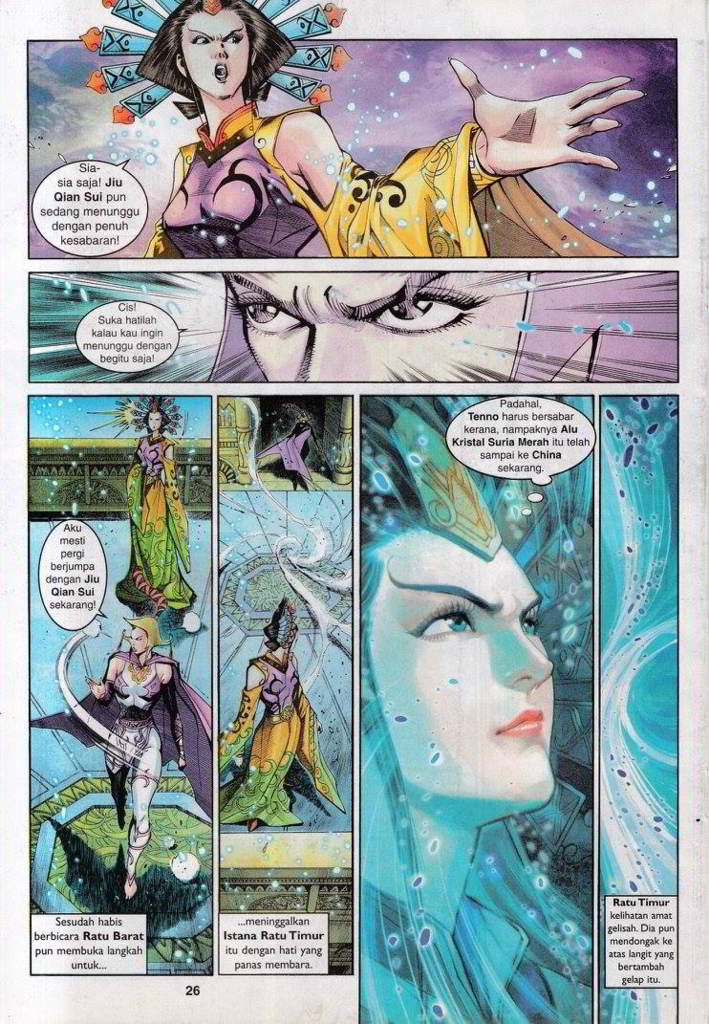 Sia-
sia saja! Jiu
Qian Sui pun
sedang menunggu
dengan penuh
kesabaran!
Cis!
Suka hatilah
kalau kau ingin
menunggu dengan
begitu saja!
Aku
mesti
pergi
berjumpa
dengan Jiu
Qian Sui
sekarang!
Sesudah habis
berbicara Ratu Barat
pun membuka langkah
untuk...
...meninggalkan
Istana Ratu Timur
itu dengan hati yang
panas membara.
Padahal,
Tenno harus bersabar
kerana, nampaknya Alu
Kristal Suria Merah itu telah
sampai ke China
sekarang.
Ratu Timur
kelihatan amat
gelisah. Dia pun
mendongak ke
atas langit yang
bertambah
gelap itu.
26